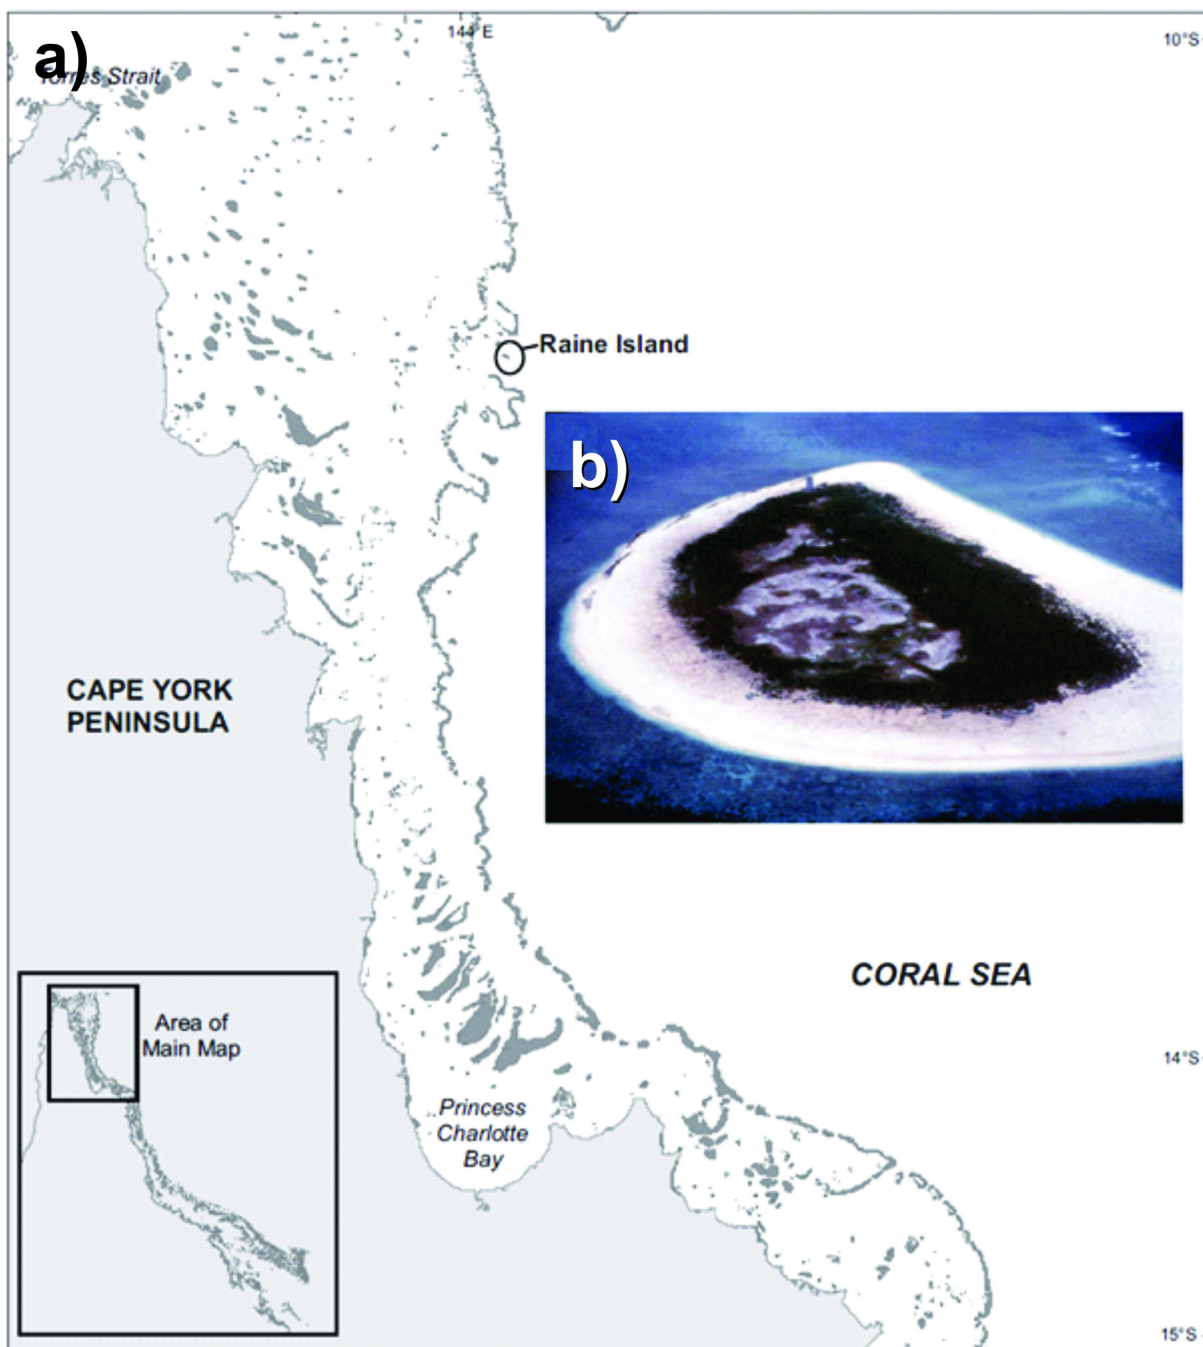 a)
144°E
10°S
Torres Strait
Raine Island
b)
CAPE YORK
PENINSULA
CORAL SEA
Area of
Main Map
14°S
Princess
Charlotte
Bay
15°S